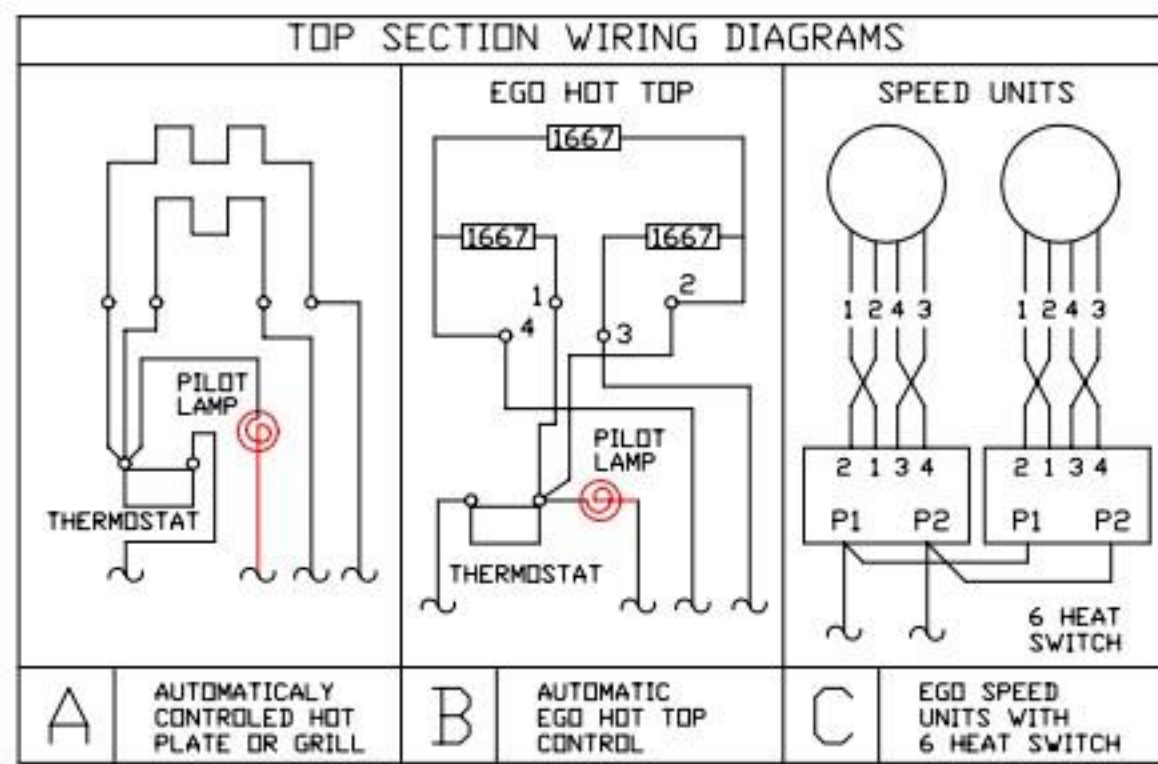 TOP SECTION WIRING DIAGRAMS
PILOT
LAMP
THERMOSTAT
A
AUTOMATICALY
CONTROLED HOT
PLATE OR GRILL
EGO HOT TOP
1667
1667
1667
1
2
4
3
PILOT
LAMP
THERMOSTAT
B
AUTOMATIC
EGO HOT TOP
CONTROL
SPEED UNITS
1 2 4 3
1 2 4 3
2 1 3 4
2 1 3 4
P1 P2
P1 P2
6 HEAT
SWITCH
C
EGO SPEED
UNITS WITH
6 HEAT SWITCH